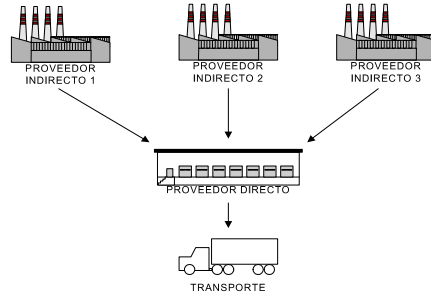 PROVEEDOR
INDIRECTO 1
PROVEEDOR
INDIRECTO 2
PROVEEDOR
INDIRECTO 3
PROVEEDOR DIRECTO
TRANSPORTE